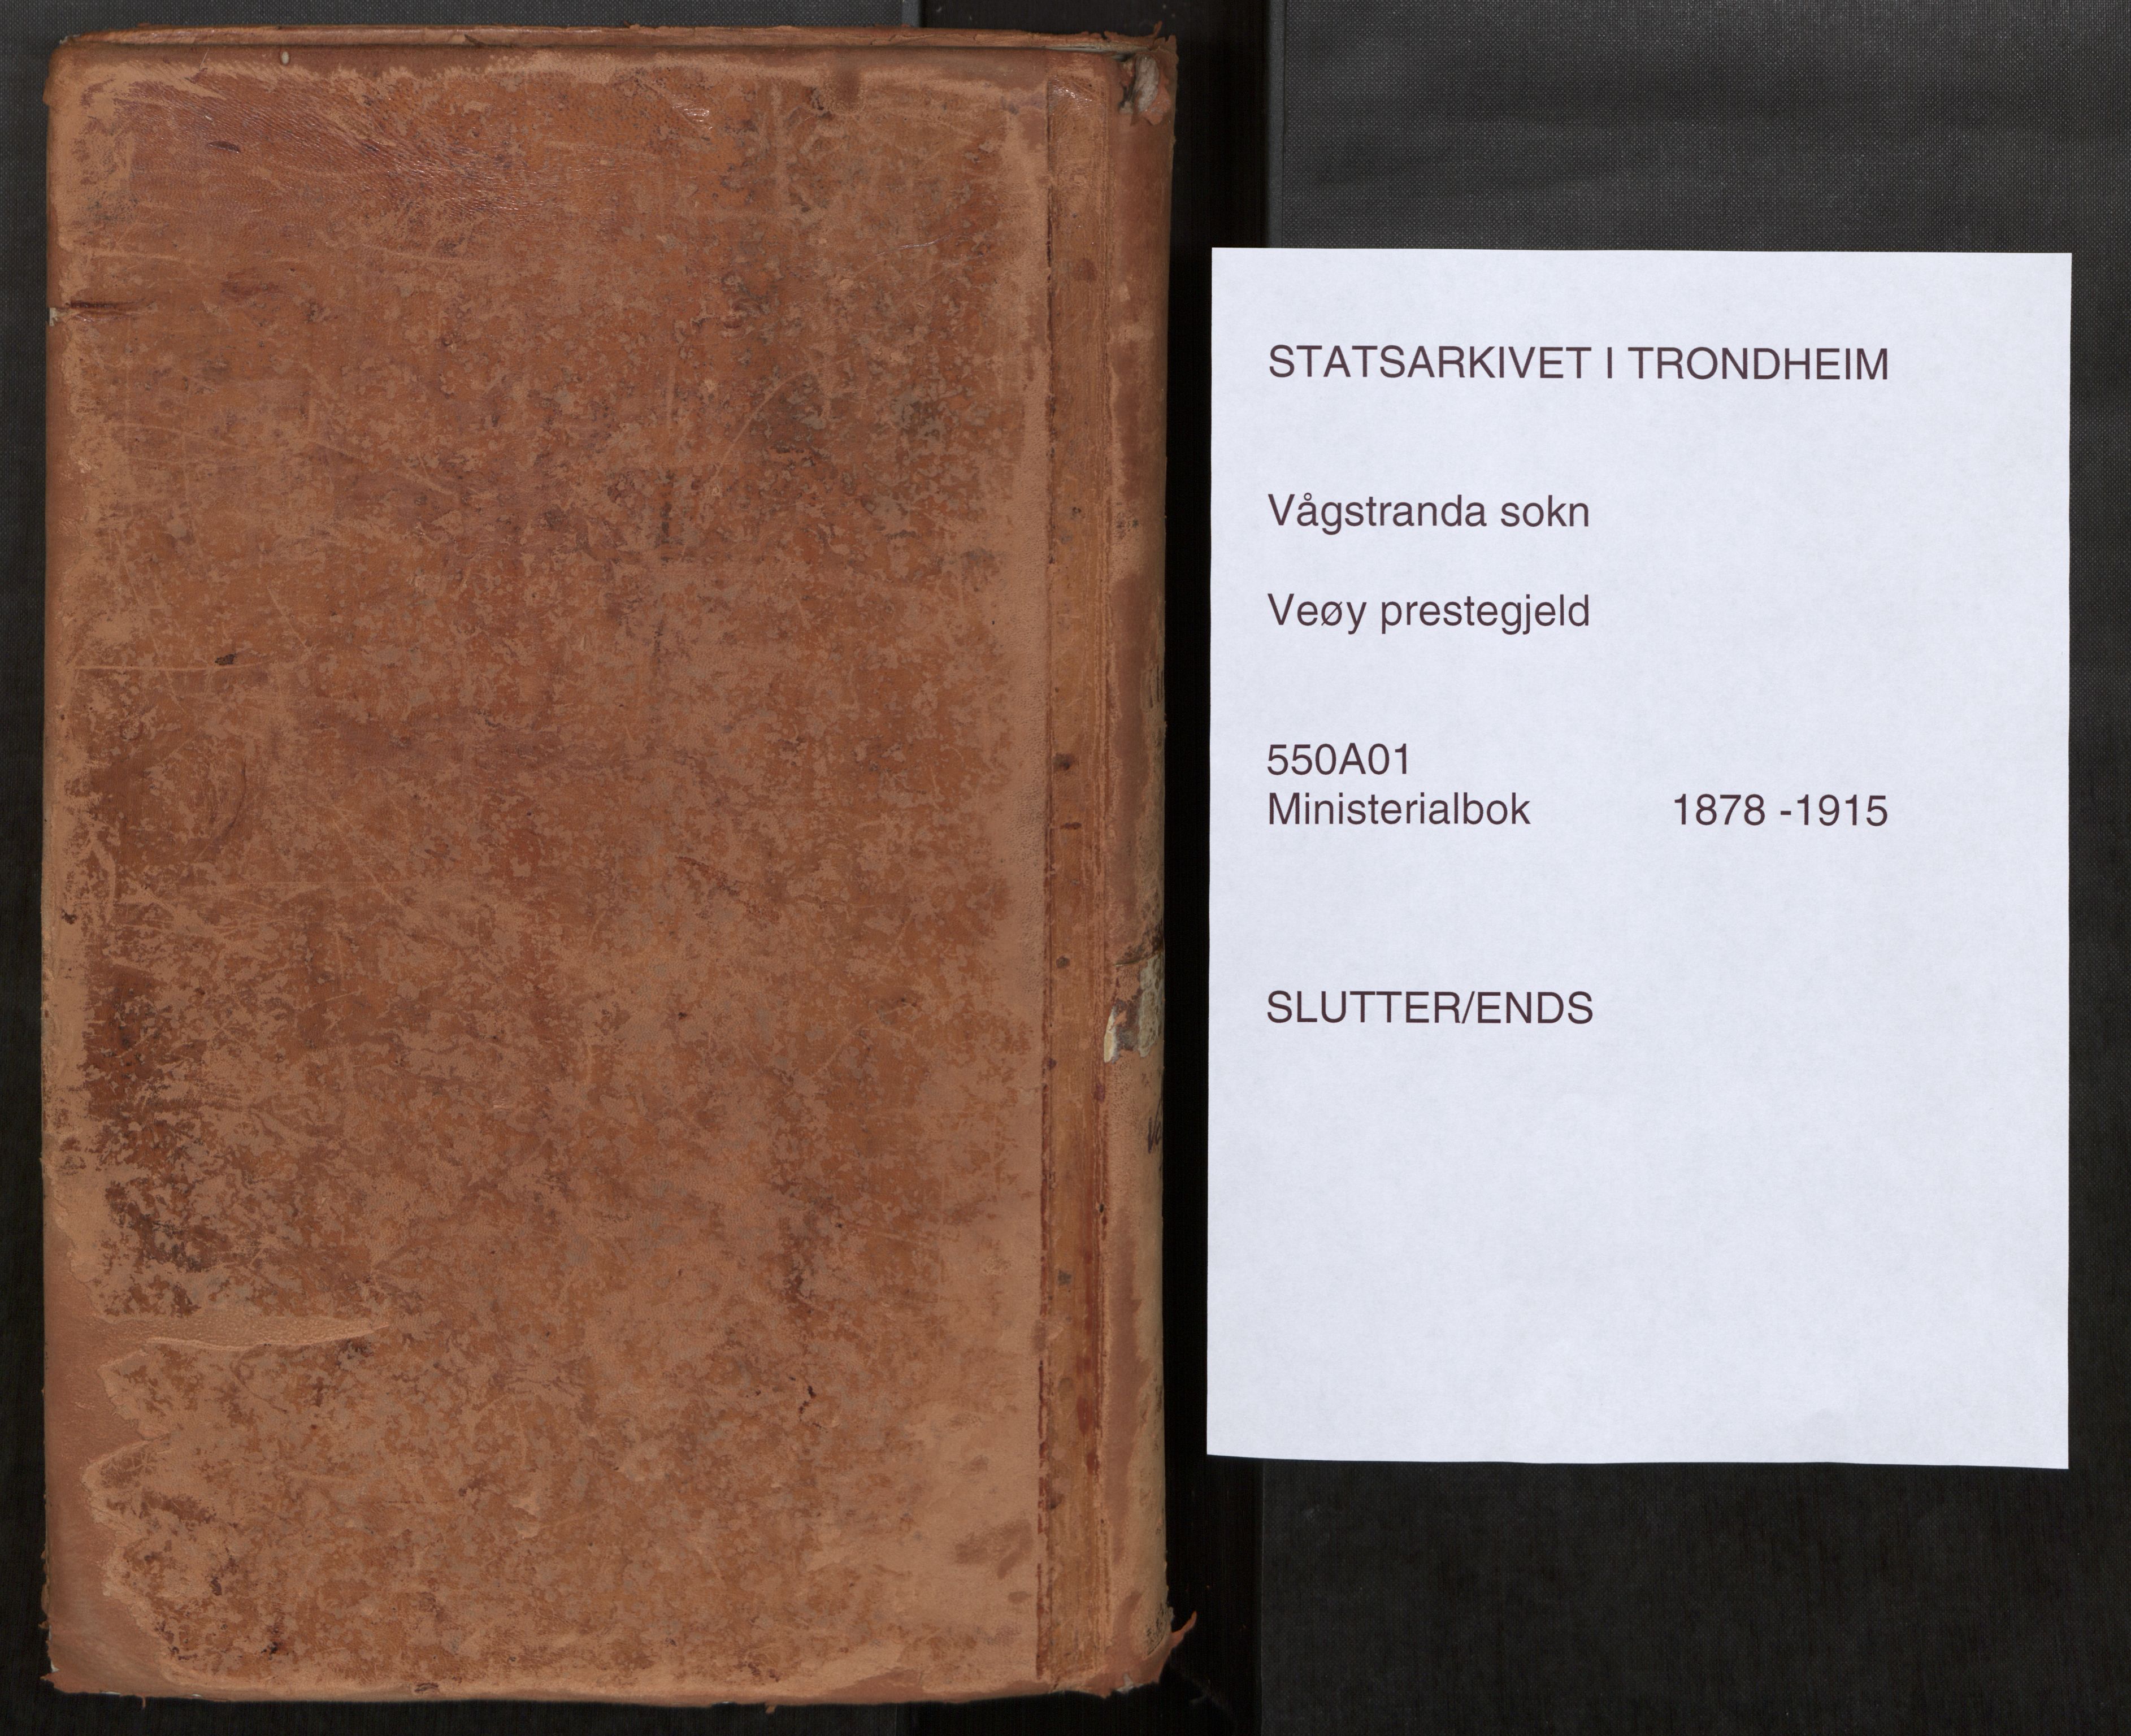 STATSARKIVET I TRONDHEIM
Vågstranda sokn
Veøy prestegjeld
550A01
Ministerialbok 1878 -1915
SLUTTER/ENDS